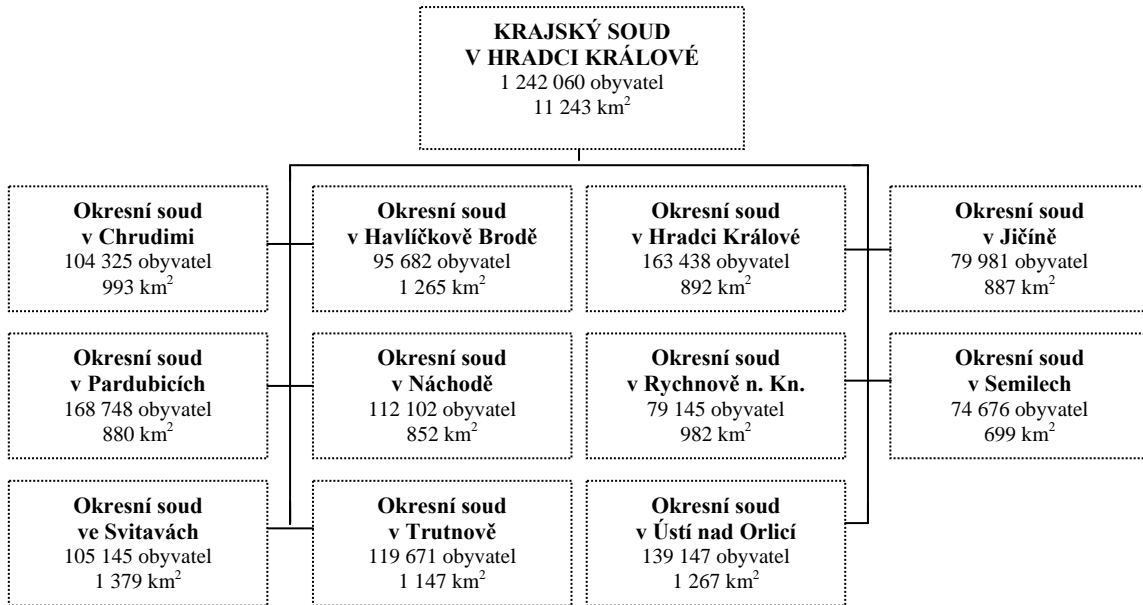 KRAJSKÝ SOUD
V HRADCI KRÁLOVÉ
1 242 060 obyvatel
11 243 km²
Okresní soud
v Chrudimi
104 325 obyvatel
993 km²
Okresní soud
v Havlíčkově Brodě
95 682 obyvatel
1 265 km²
Okresní soud
v Hradci Králové
163 438 obyvatel
892 km²
Okresní soud
v Jičíně
79 981 obyvatel
887 km²
Okresní soud
v Pardubicích
168 748 obyvatel
880 km²
Okresní soud
v Náchodě
112 102 obyvatel
852 km²
Okresní soud
v Rychnově n. Kn.
79 145 obyvatel
982 km²
Okresní soud
v Semilech
74 676 obyvatel
699 km²
Okresní soud
ve Svitavách
105 145 obyvatel
1 379 km²
Okresní soud
v Trutnově
119 671 obyvatel
1 147 km²
Okresní soud
v Ústí nad Orlicí
139 147 obyvatel
1 267 km²